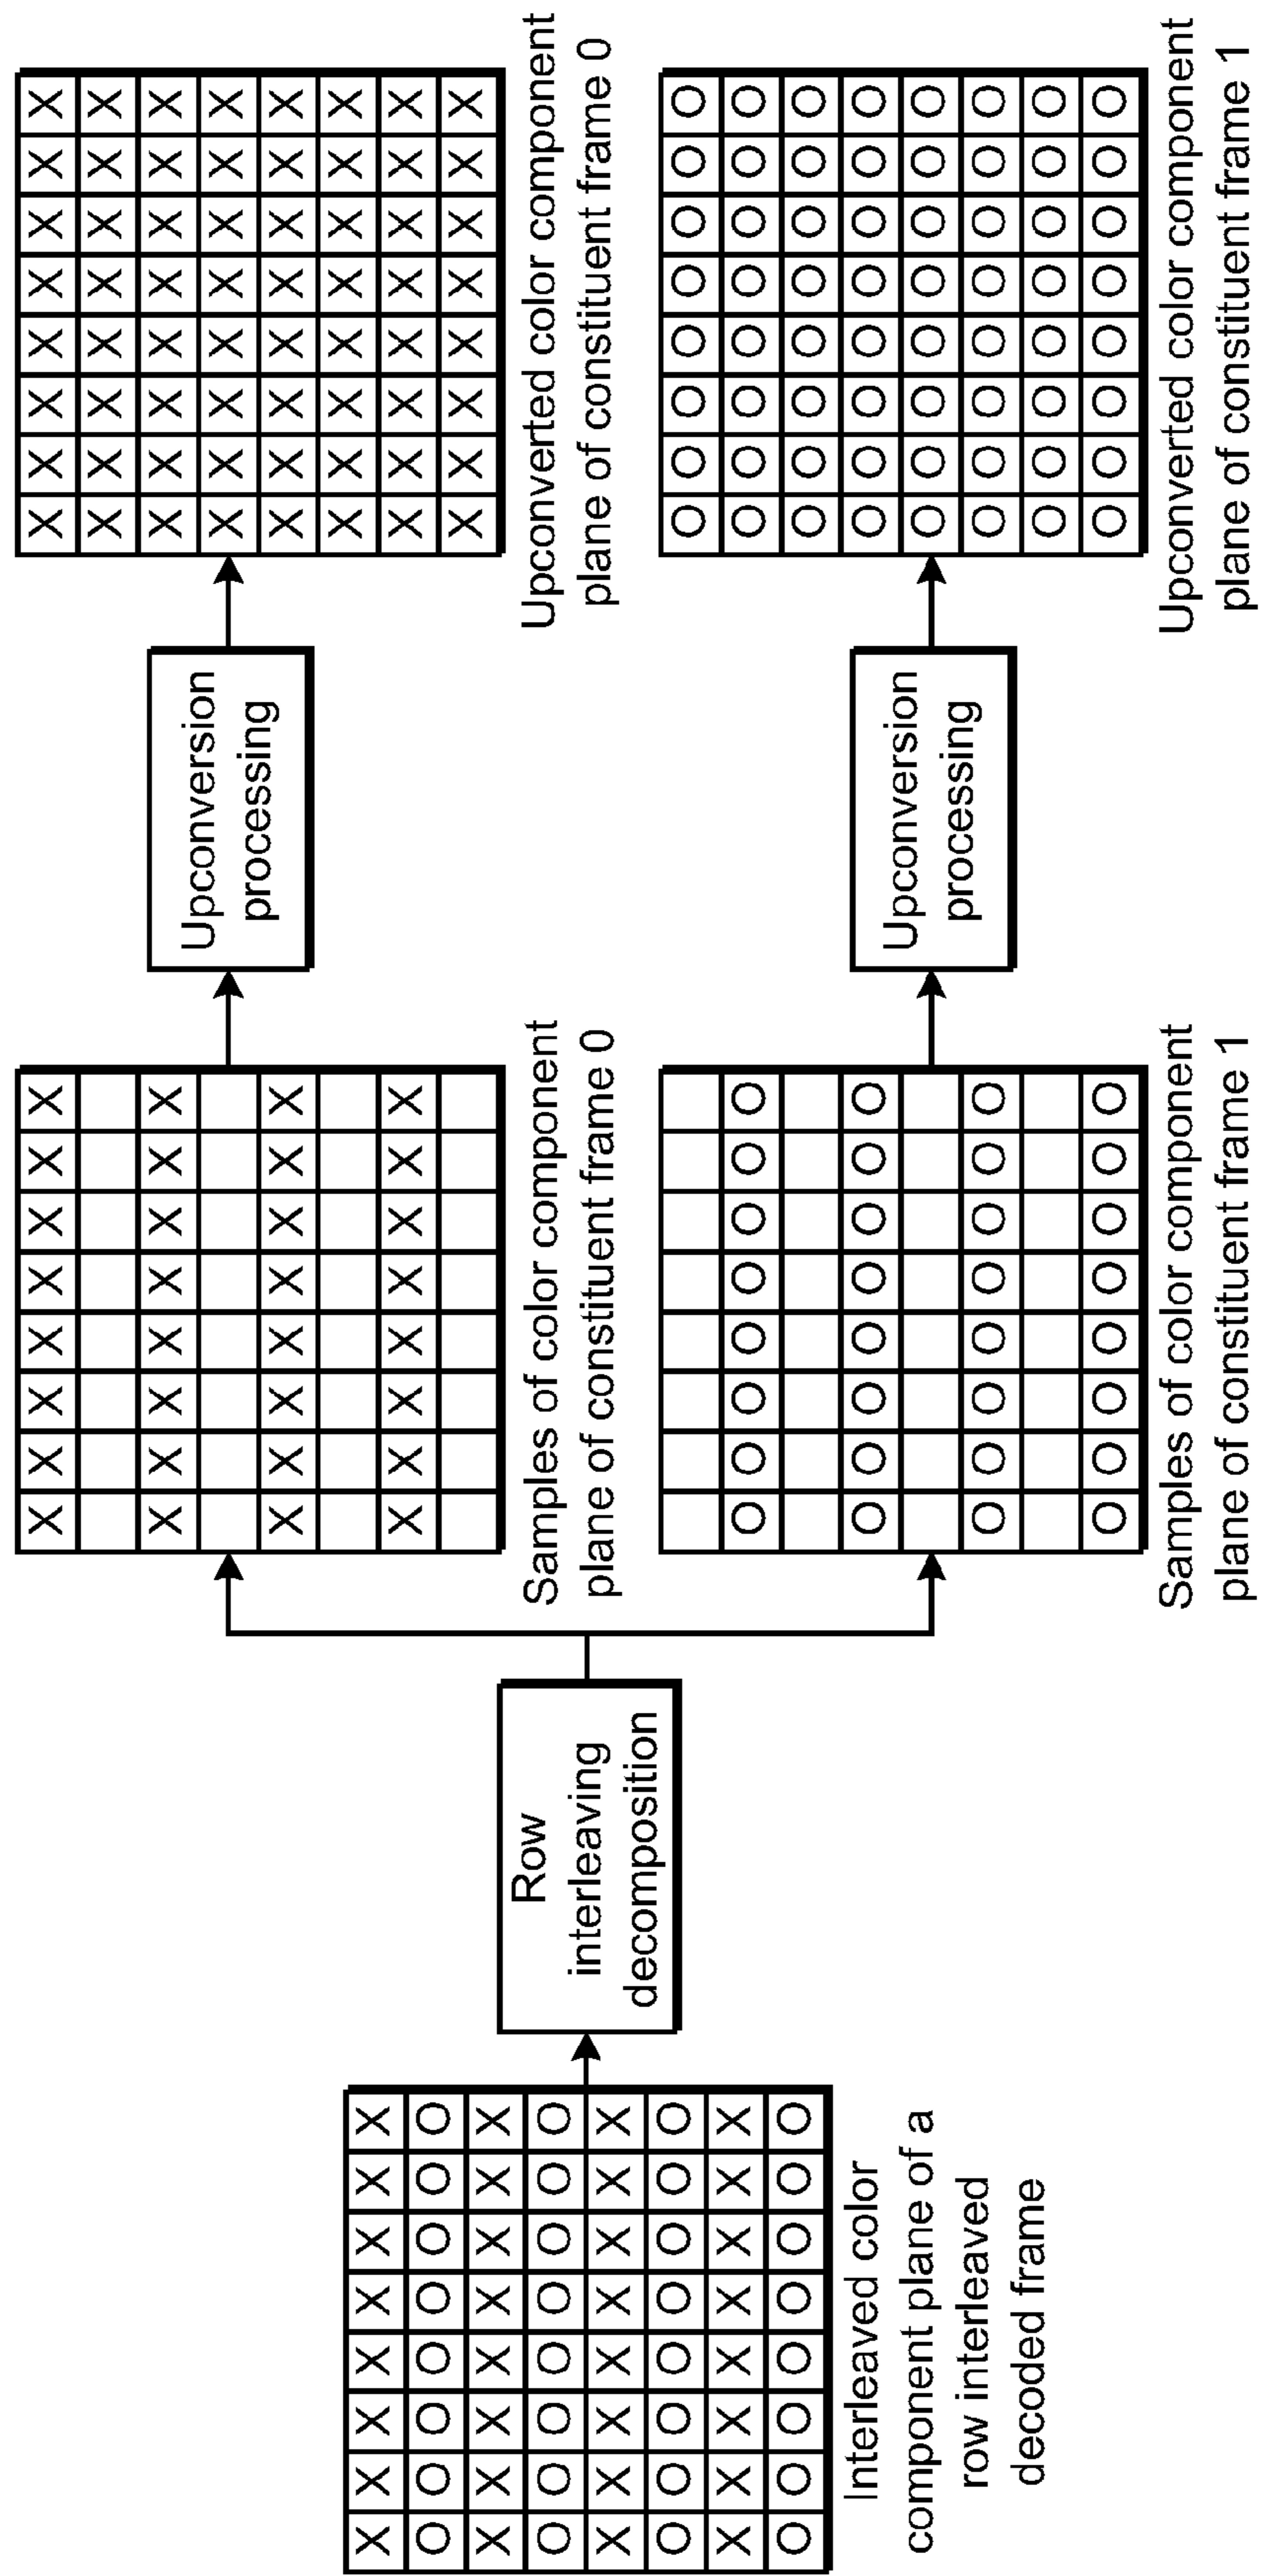 X X X X X X X X
O O O O O O O O
X X X X X X X X
O O O O O O O O
X X X X X X X X
O O O O O O O O
X X X X X X X X
O O O O O O O O
Interleaved color
component plane of a
row interleaved
decoded frame
Row
interleaving
decomposition
X X X X X X X X
X X X X X X X X
X X X X X X X X
X X X X X X X X
Samples of color component
plane of constituent frame 0
Upconversion
processing
X X X X X X X X
X X X X X X X X
X X X X X X X X
X X X X X X X X
X X X X X X X X
X X X X X X X X
X X X X X X X X
X X X X X X X X
Upconverted color component
plane of constituent frame 0
O O O O O O O O
O O O O O O O O
O O O O O O O O
O O O O O O O O
Samples of color component
plane of constituent frame 1
Upconversion
processing
O O O O O O O O
O O O O O O O O
O O O O O O O O
O O O O O O O O
O O O O O O O O
O O O O O O O O
O O O O O O O O
O O O O O O O O
Upconverted color component
plane of constituent frame 1